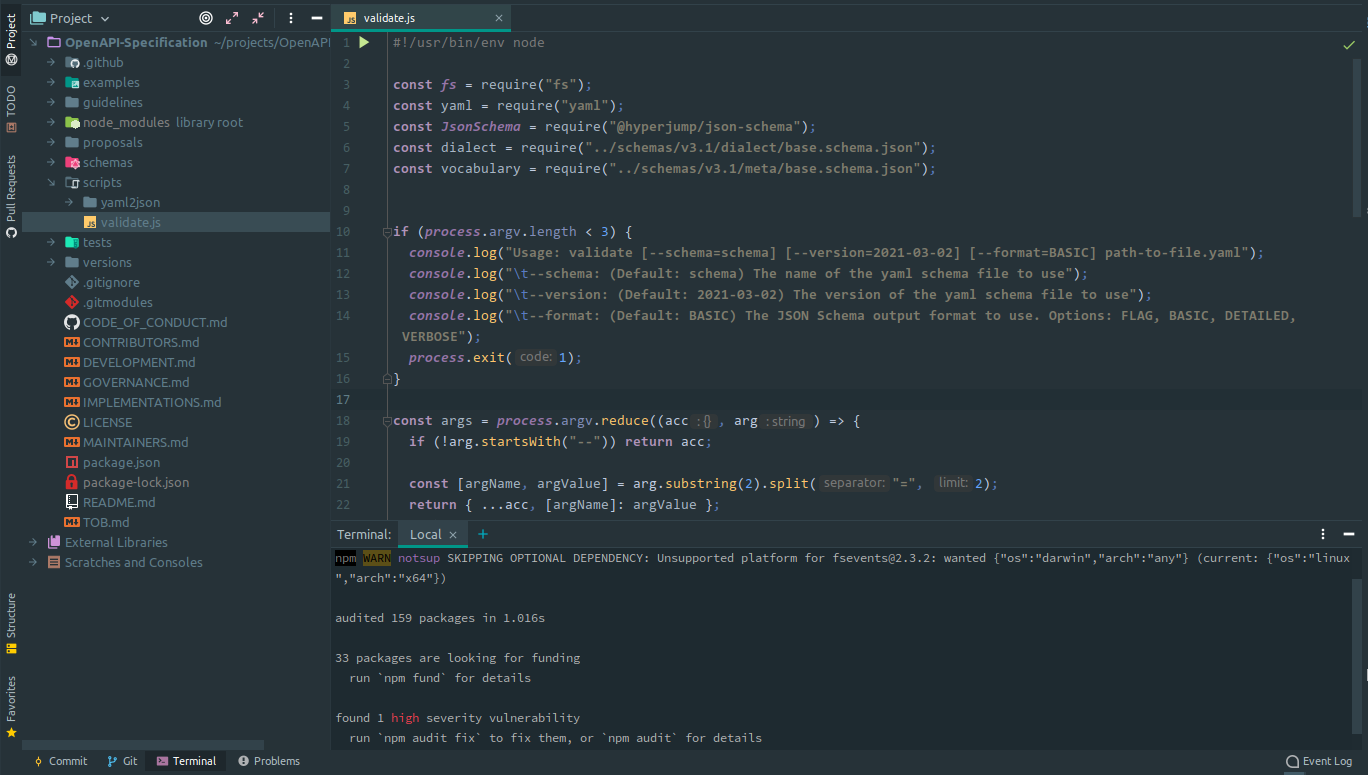 Project
validate.js
Project
TODO
Pull Requests
Structure
Favorites
OpenAPI-Specification ~/projects/OpenAPI
.github
examples
guidelines
node_modules library root
proposals
schemas
scripts
yaml2json
validate.js
tests
versions
.gitignore
.gitmodules
CODE_OF_CONDUCT.md
CONTRIBUTORS.md
DEVELOPMENT.md
GOVERNANCE.md
IMPLEMENTATIONS.md
LICENSE
MAINTAINERS.md
package.json
package-lock.json
README.md
TOB.md
External Libraries
Scratches and Consoles
1 #!/usr/bin/env node
2
3 const fs = require("fs");
4 const yaml = require("yaml");
5 const JsonSchema = require("@hyperjump/json-schema");
6 const dialect = require("../schemas/v3.1/dialect/base.schema.json");
7 const vocabulary = require("../schemas/v3.1/meta/base.schema.json");
8
9
10 if (process.argv.length < 3) {
11 console.log("Usage: validate [--schema=schema] [--version=2021-03-02] [--format=BASIC] path-to-file.yaml");
12 console.log("\t--schema: (Default: schema) The name of the yaml schema file to use");
13 console.log("\t--version: (Default: 2021-03-02) The version of the yaml schema file to use");
14 console.log("\t--format: (Default: BASIC) The JSON Schema output format to use. Options: FLAG, BASIC, DETAILED,
VERBOSE");
15 process.exit( code: 1);
16 }
17
18 const args = process.argv.reduce((acc : {} , arg : string ) => {
19 if (!arg.startsWith("--")) return acc;
20
21 const [argName, argValue] = arg.substring(2).split( separator: "=", limit: 2);
22 return { ...acc, [argName]: argValue };
Terminal: Local × +
npm WARN notsup SKIPPING OPTIONAL DEPENDENCY: Unsupported platform for fsevents@2.3.2: wanted {"os":"darwin","arch":"any"} (current: {"os":"linux
","arch":"x64"})
audited 159 packages in 1.016s
33 packages are looking for funding
run `npm fund` for details
found 1 high severity vulnerability
run `npm audit fix` to fix them, or `npm audit` for details
Commit Git Terminal Problems Event Log